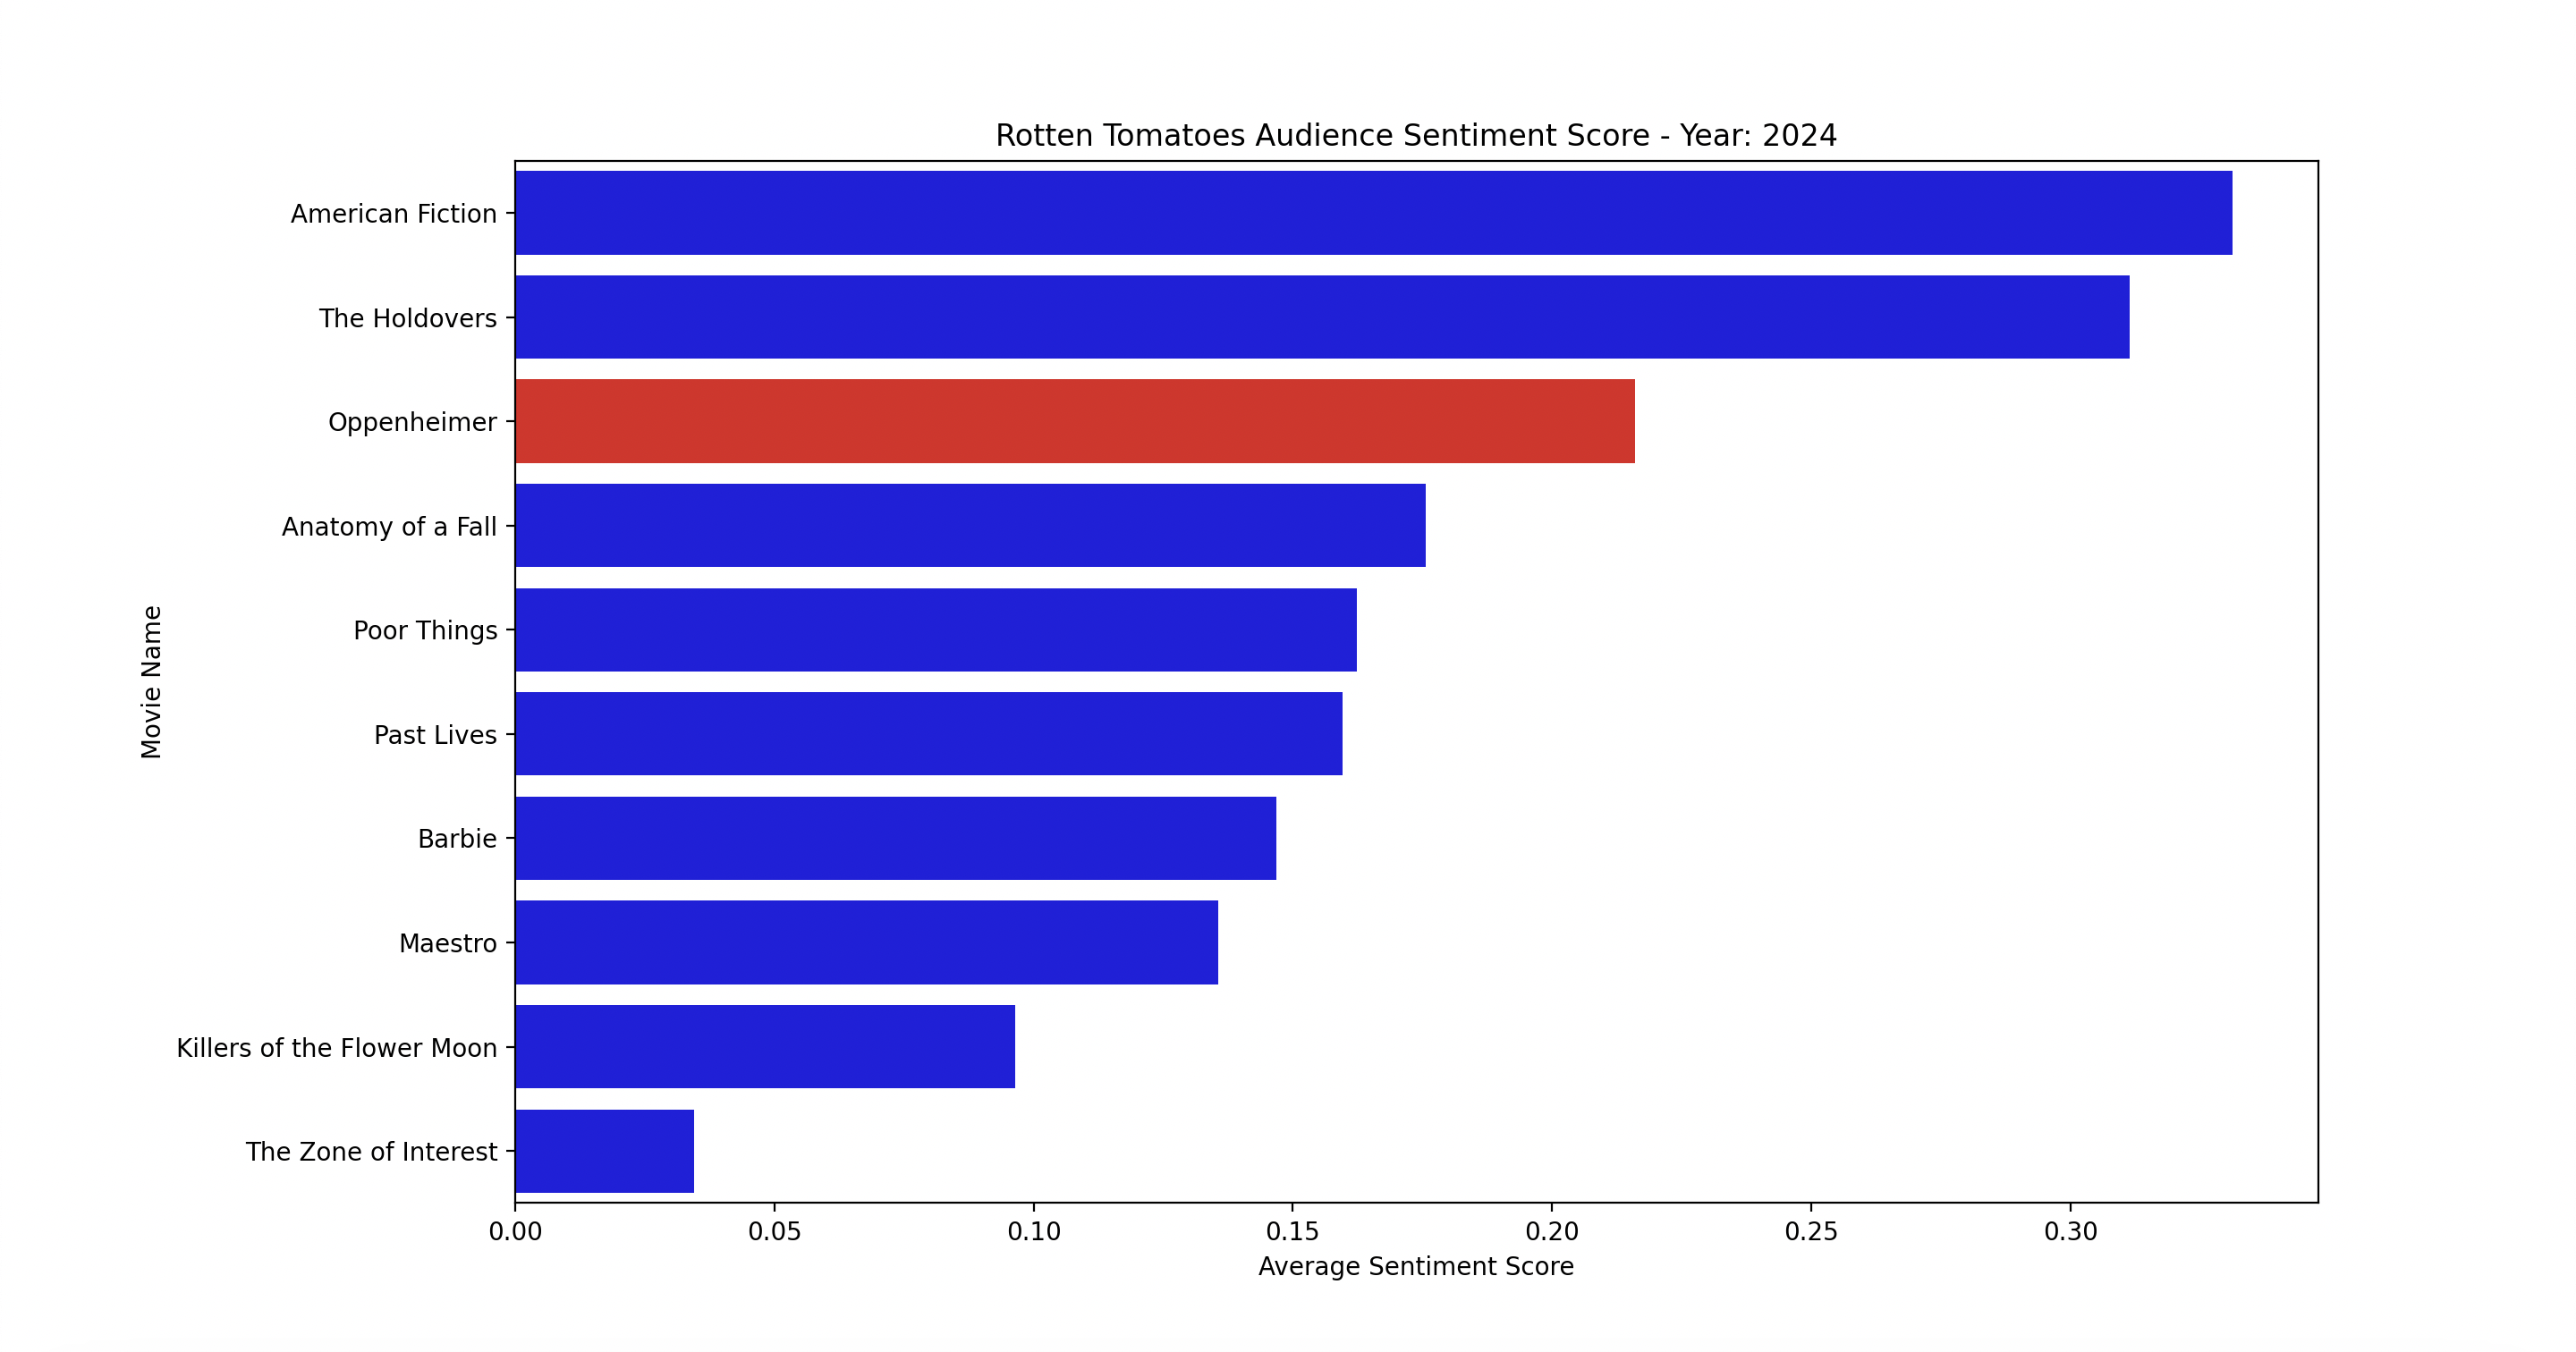 Rotten Tomatoes Audience Sentiment Score - Year: 2024
Movie Name
American Fiction
The Holdovers
Oppenheimer
Anatomy of a Fall
Poor Things
Past Lives
Barbie
Maestro
Killers of the Flower Moon
The Zone of Interest
0.00 0.05 0.10 0.15 0.20 0.25 0.30
Average Sentiment Score